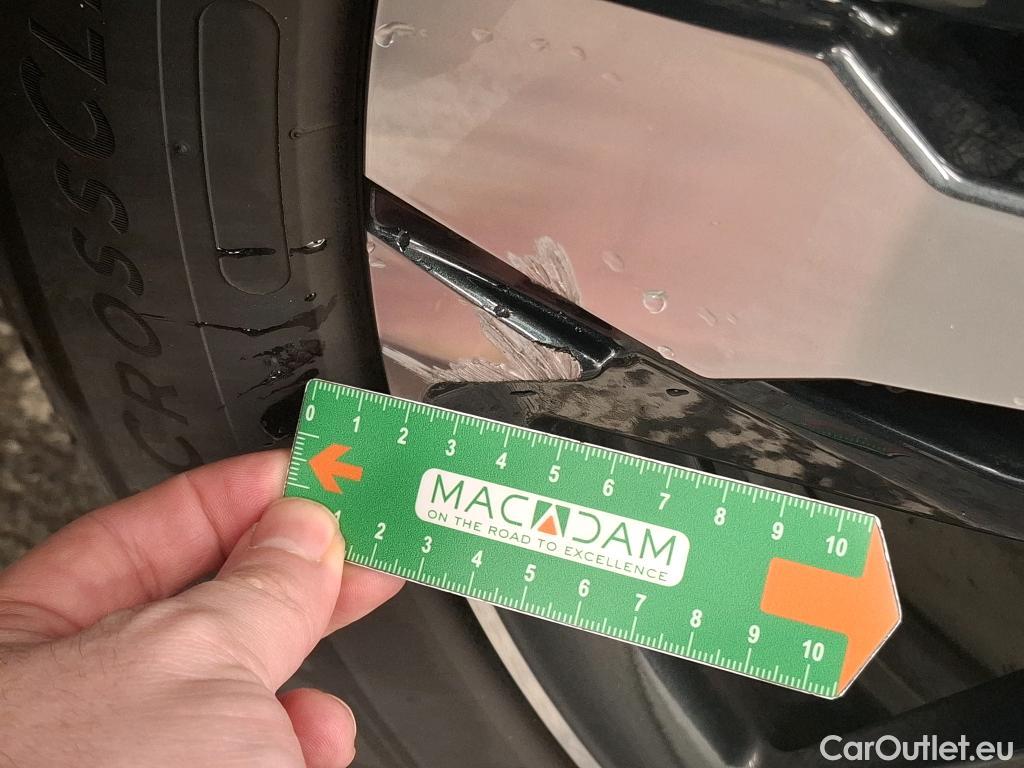 CROSSCL
0 1 2 3 4 5 6 7 8 9 10
MACADAM
ON THE ROAD TO EXCELLENCE
1 2 3 4 5 6 7 8 9 10
CarOutlet.eu